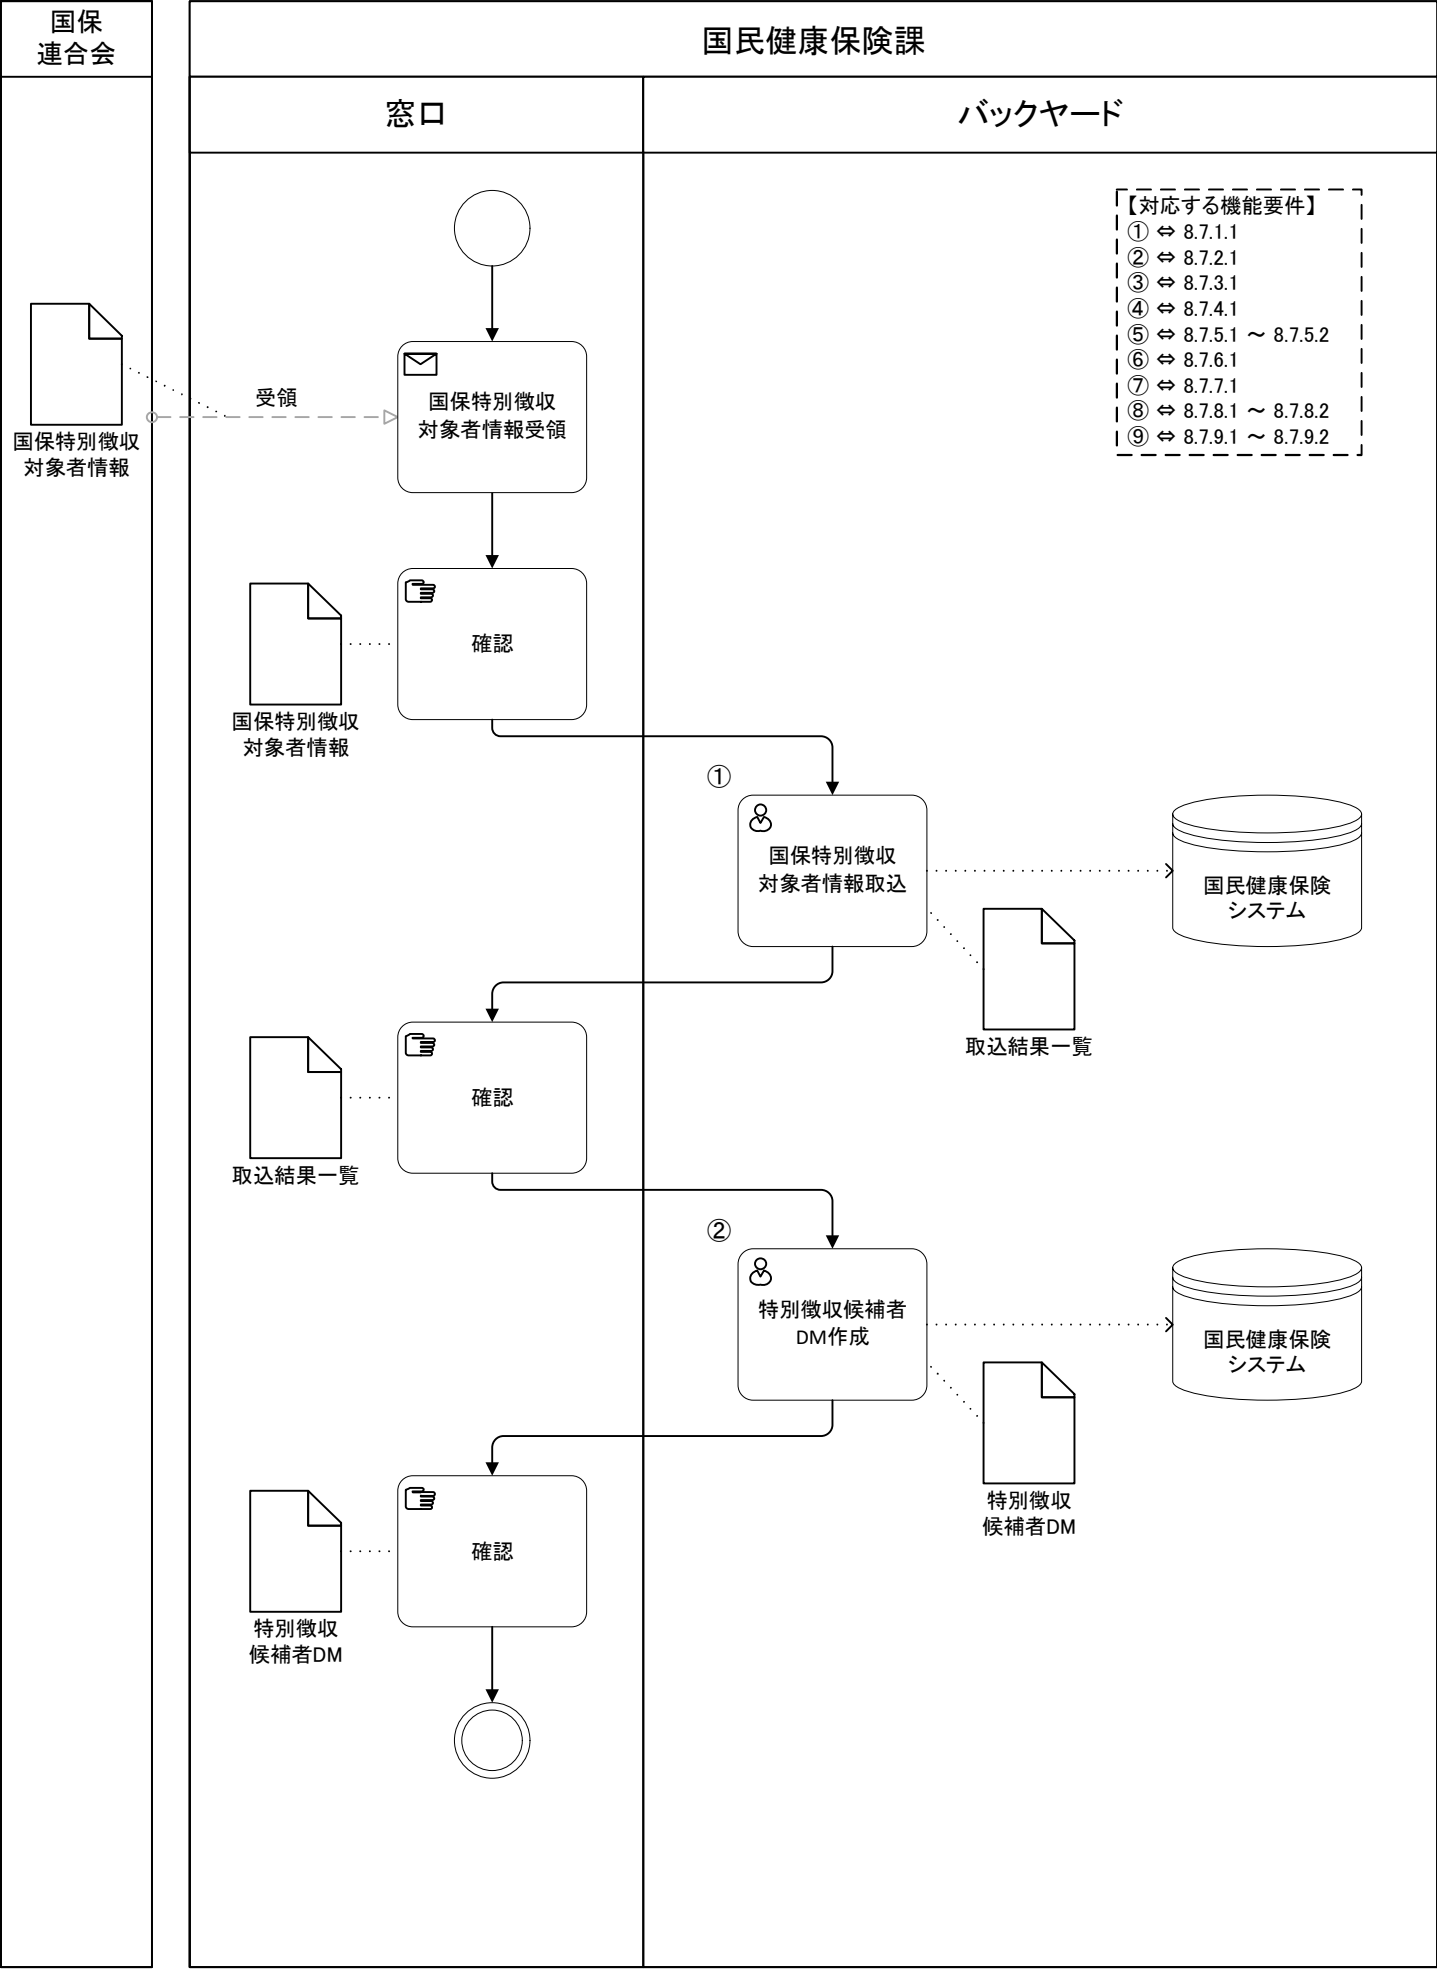 国保
連合会
国民健康保険課
窓口
バックヤード
【対応する機能要件】
① ⇔ 8.7.1.1
② ⇔ 8.7.2.1
③ ⇔ 8.7.3.1
④ ⇔ 8.7.4.1
⑤ ⇔ 8.7.5.1 ～ 8.7.5.2
⑥ ⇔ 8.7.6.1
⑦ ⇔ 8.7.7.1
⑧ ⇔ 8.7.8.1 ～ 8.7.8.2
⑨ ⇔ 8.7.9.1 ～ 8.7.9.2
国保特別徴収
対象者情報
受領
国保特別徴収
対象者情報受領
確認
国保特別徴収
対象者情報
①
国保特別徴収
対象者情報取込
国民健康保険
システム
取込結果一覧
確認
取込結果一覧
②
特別徴収候補者
DM作成
国民健康保険
システム
特別徴収
候補者DM
確認
特別徴収
候補者DM